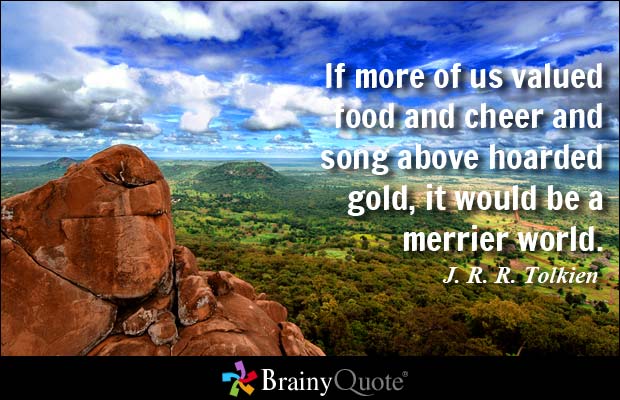 If more of us valued
food and cheer and
song above hoarded
gold, it would be a
merrier world.
J. R. R. Tolkien
BrainyQuote®